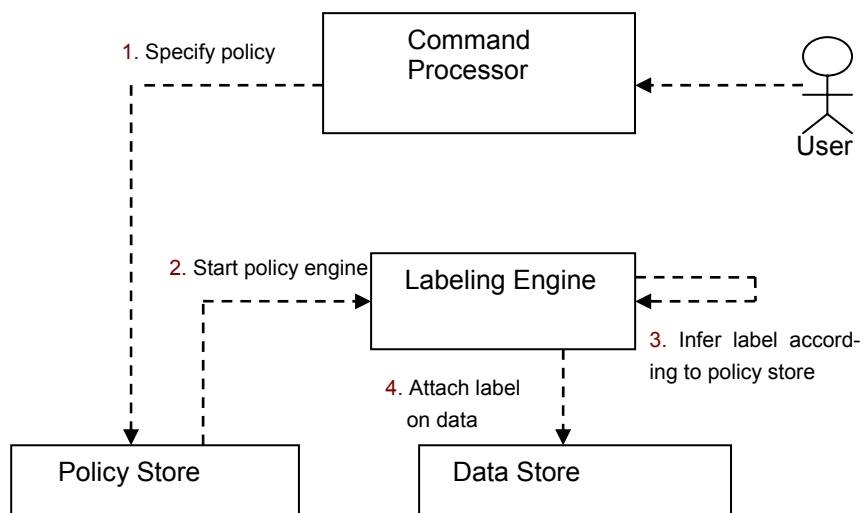 Command
Processor
1. Specify policy
User
2. Start policy engine
Labeling Engine
3. Infer label accord-
ing to policy store
4. Attach label
on data
Policy Store
Data Store